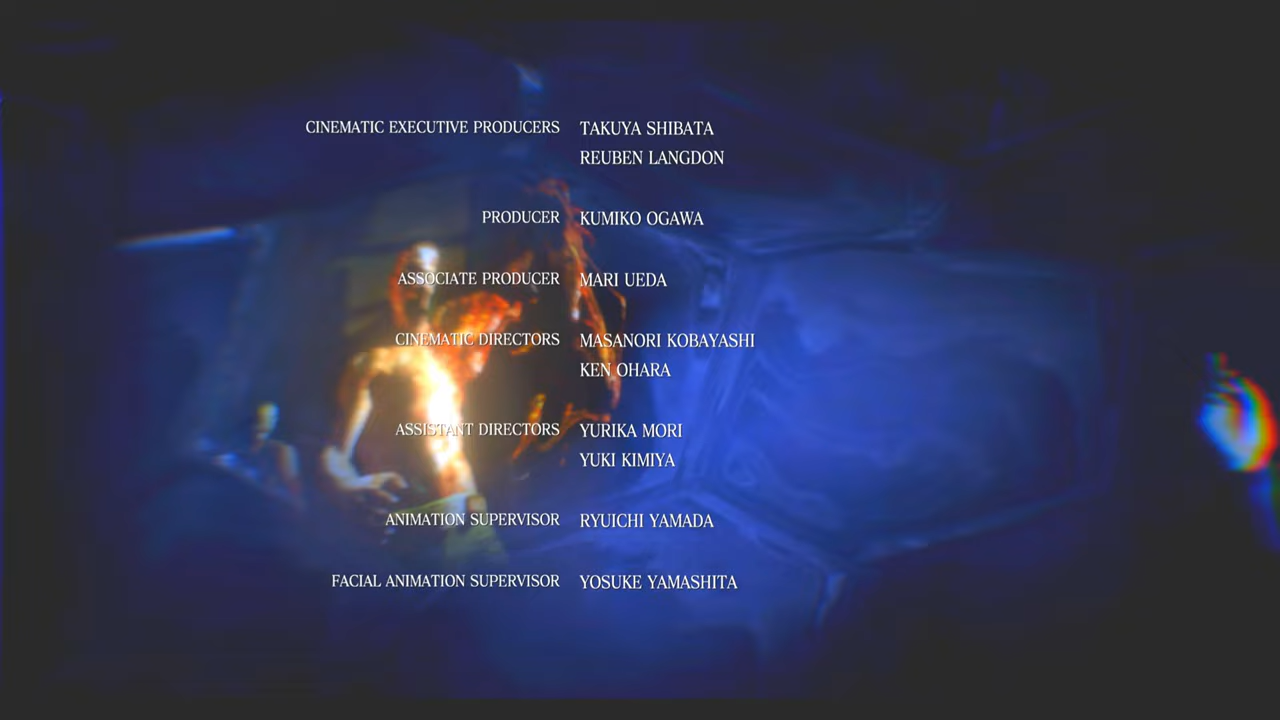 CINEMATIC EXECUTIVE PRODUCERS TAKUYA SHIBATA
REUBEN LANGDON
PRODUCER KUMIKO OGAWA
ASSOCIATE PRODUCER MARI UEDA
CINEMATIC DIRECTORS MASANORI KOBAYASHI
KEN OHARA
ASSISTANT DIRECTORS YURIKA MORI
YUKI KIMIYA
ANIMATION SUPERVISOR RYUICHI YAMADA
FACIAL ANIMATION SUPERVISOR YOSUKE YAMASHITA